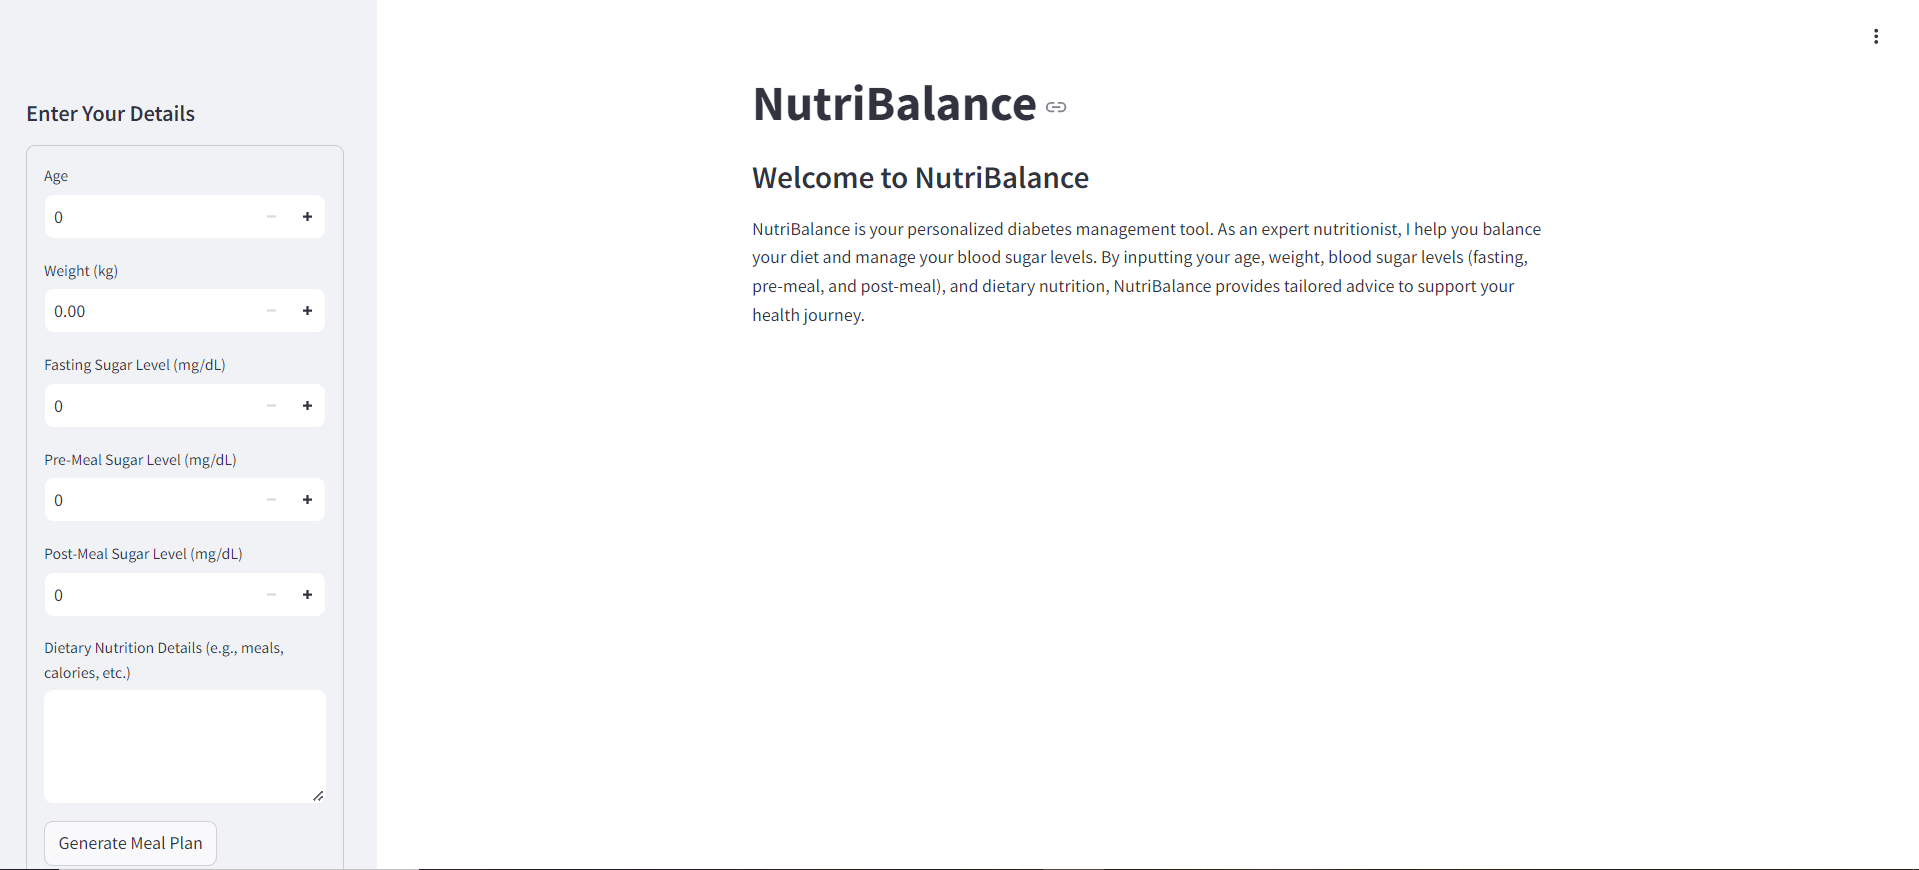 Enter Your Details
Age
0
Weight (kg)
0.00
Fasting Sugar Level (mg/dL)
0
Pre-Meal Sugar Level (mg/dL)
0
Post-Meal Sugar Level (mg/dL)
0
Dietary Nutrition Details (e.g., meals,
calories, etc.)
Generate Meal Plan
NutriBalance
Welcome to NutriBalance
NutriBalance is your personalized diabetes management tool. As an expert nutritionist, I help you balance
your diet and manage your blood sugar levels. By inputting your age, weight, blood sugar levels (fasting,
pre-meal, and post-meal), and dietary nutrition, NutriBalance provides tailored advice to support your
health journey.